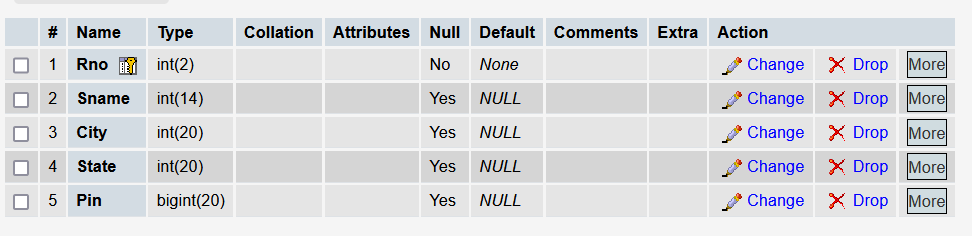 # Name Type Collation Attributes Null Default Comments Extra Action
1 Rno int(2) No None Change Drop More
2 Sname int(14) Yes NULL Change Drop More
3 City int(20) Yes NULL Change Drop More
4 State int(20) Yes NULL Change Drop More
5 Pin bigint(20) Yes NULL Change Drop More